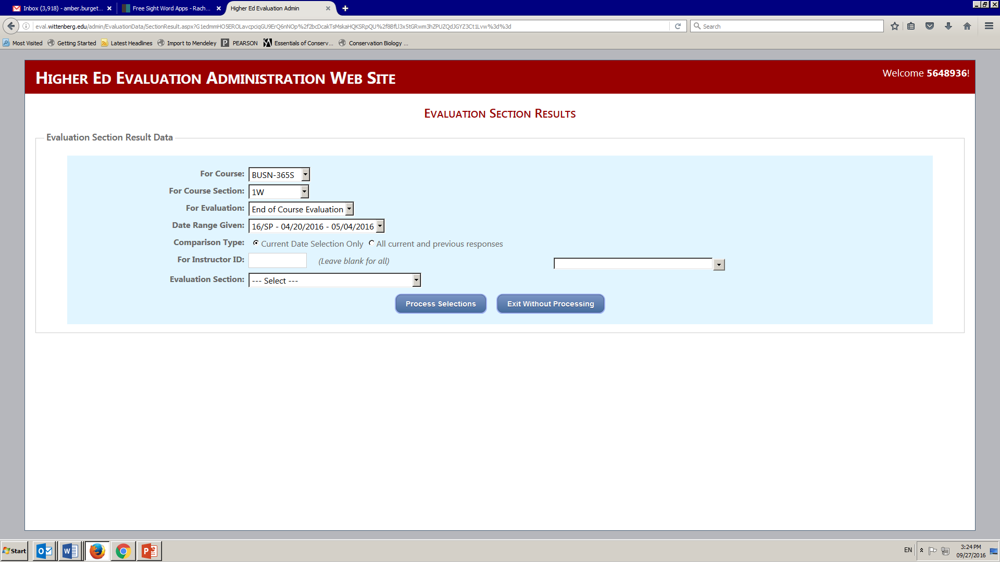 Inbox (3,918) - amber.burget...
Free Sight Word Apps - Rach...
Higher Ed Evaluation Admin
eval.wittenberg.edu/admin/EvaluationData/SectionResult.aspx?G1edmmHO5EROLavcpciqGU9ErQ6nNOp%2f2bcDcakTsMskaHQKSRpQU%2f8BfLl3x5tGRwm3hZPUZQdJGYZ3Ct1Lvw%3d%3d
Search
Most Visited
Getting Started
Latest Headlines
Import to Mendeley
P PEARSON
Essentials of Conserv...
Conservation Biology ...
Higher Ed Evaluation Administration Web Site
Welcome 5648936!
Evaluation Section Results
Evaluation Section Result Data
For Course: BUSN-365S
For Course Section: 1W
For Evaluation: End of Course Evaluation
Date Range Given: 16/SP - 04/20/2016 - 05/04/2016
Comparison Type: Current Date Selection Only All current and previous responses
For Instructor ID: (Leave blank for all)
Evaluation Section: --- Select ---
Process Selections
Exit Without Processing
Start
EN
3:24 PM
09/27/2016